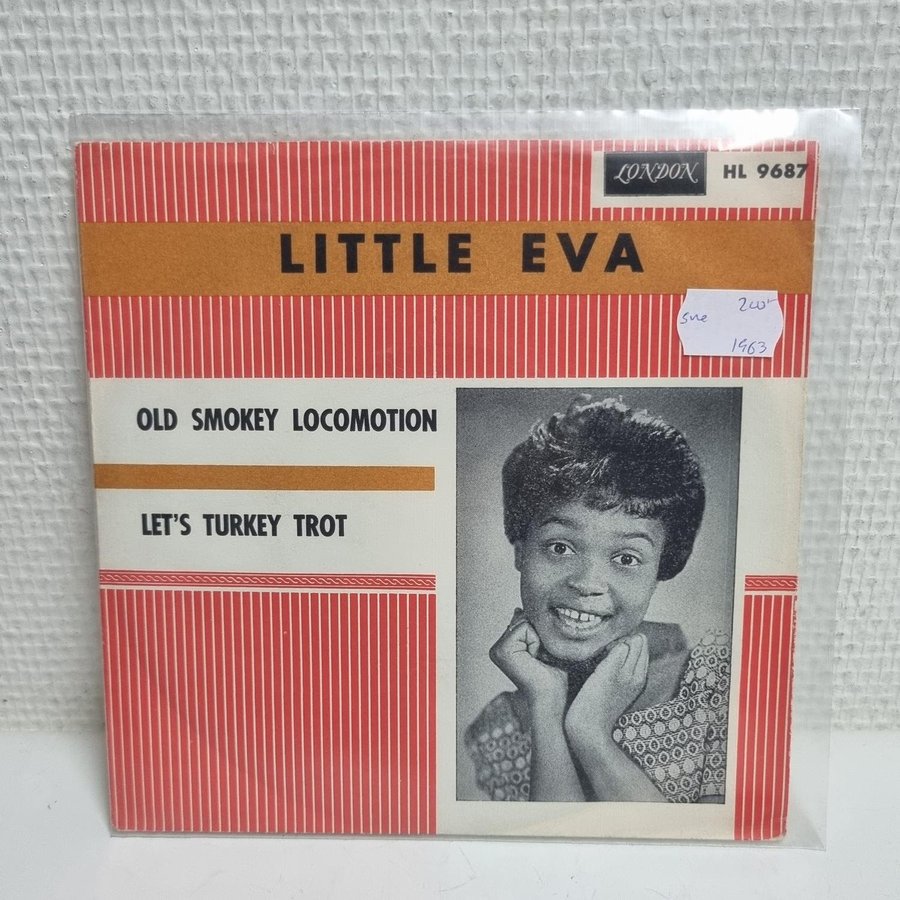 LONDON HL 9687
LITTLE EVA
200:-
sve
1963
OLD SMOKEY LOCOMOTION
LET'S TURKEY TROT